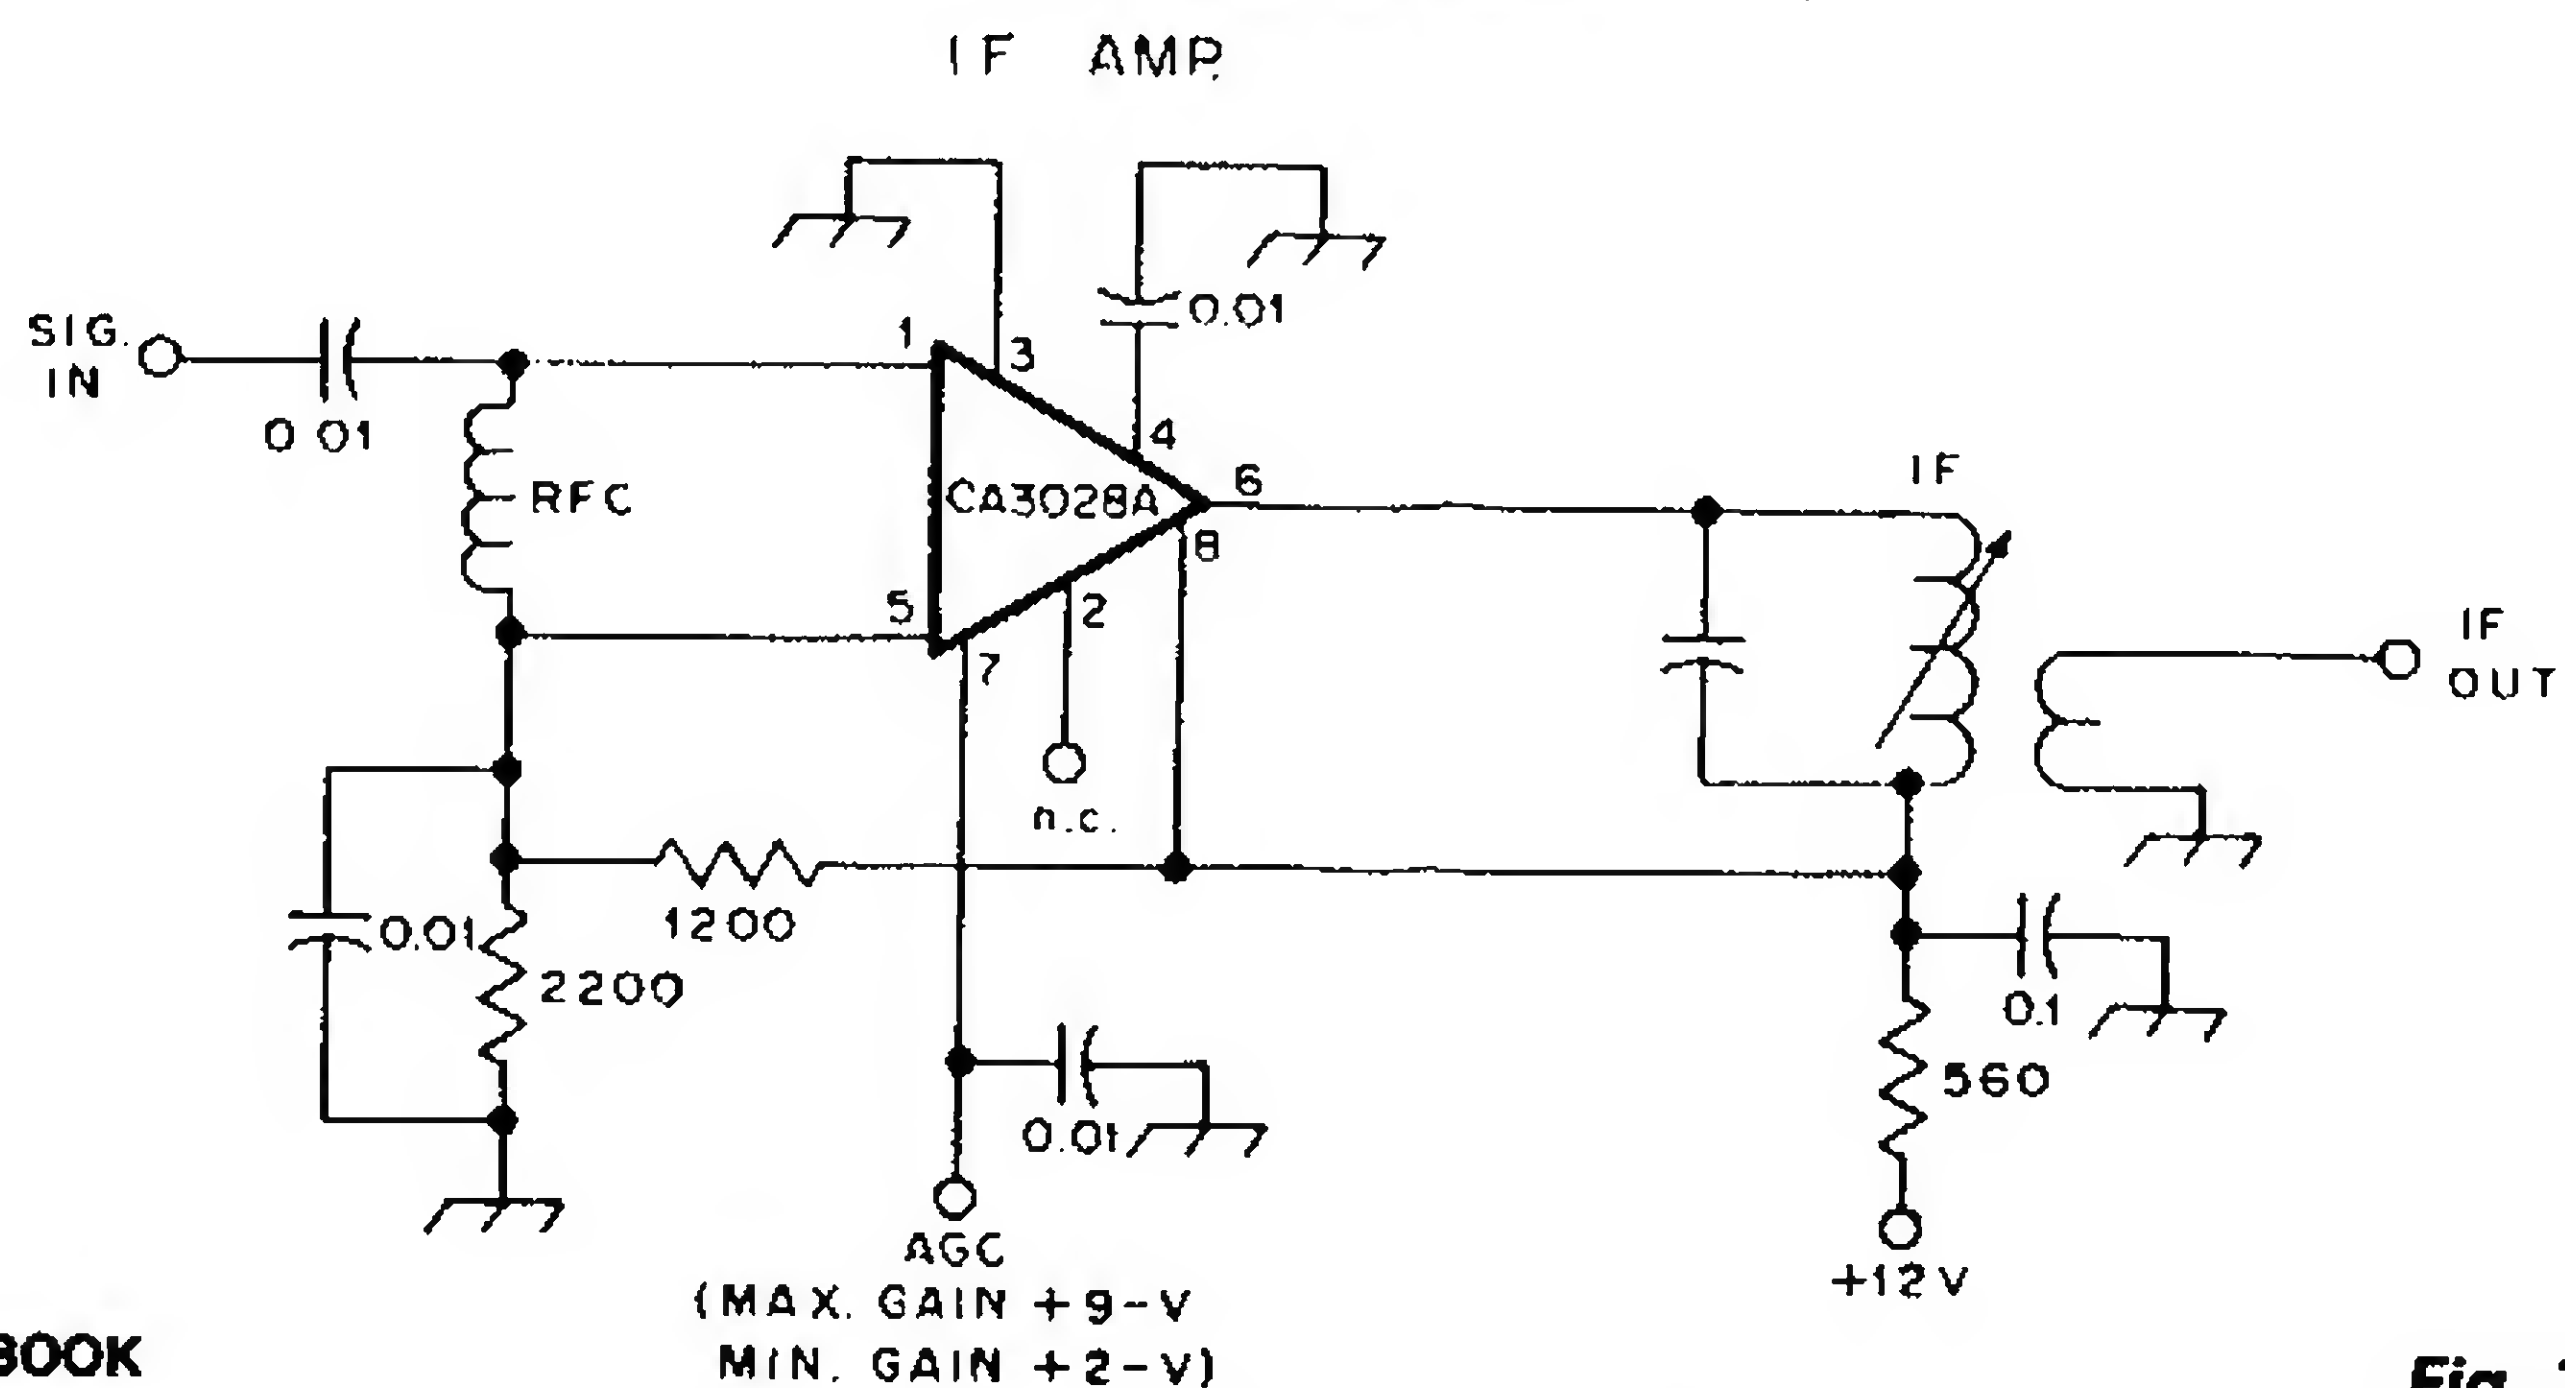 IF AMP.
SIG.
IN
0.01
1
3
4
0.01
RFC
CA3028A
6
8
5
7
2
n.c.
IF
IF
OUT
0.01
2200
1200
0.01
AGC
(MAX. GAIN +9-V
MIN. GAIN +2-V)
0.1
560
+12V